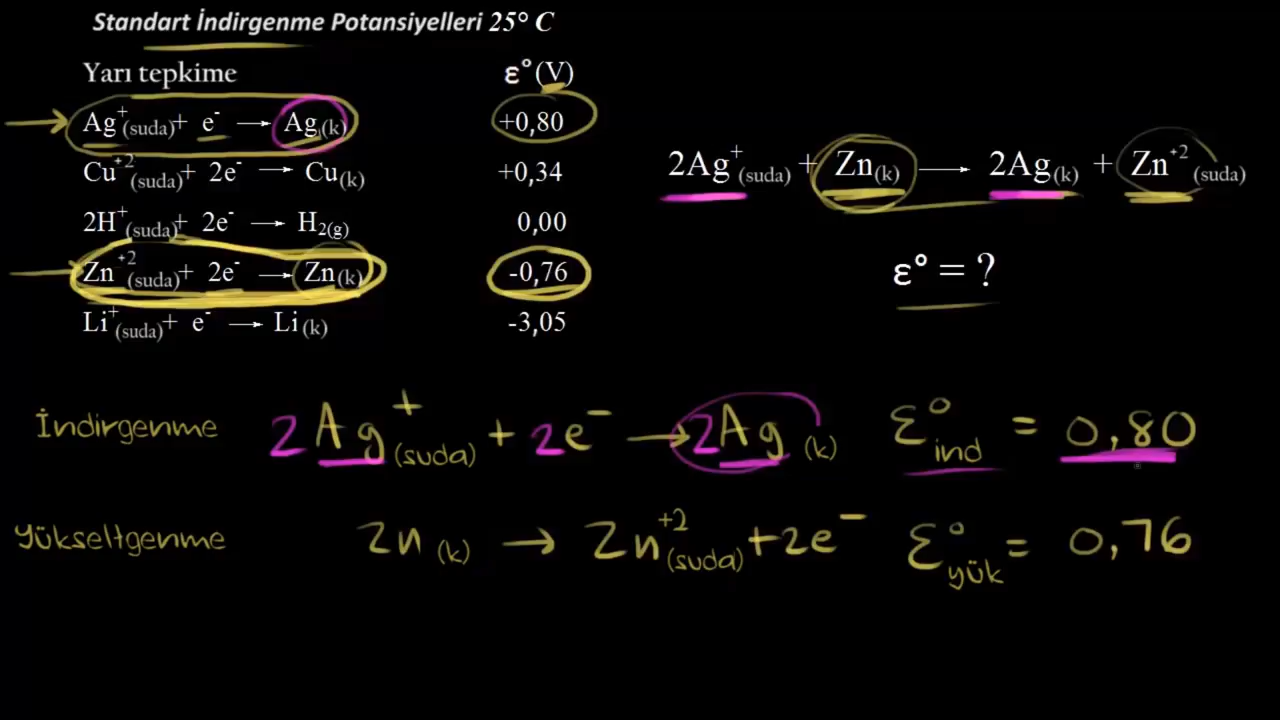 Standart İndirgenme Potansiyelleri 25° C
Yarı tepkime ε°(V)
Ag⁺(suda) + e⁻ → Ag(k) +0,80
Cu⁺²(suda) + 2e⁻ → Cu(k) +0,34
2H⁺(suda) + 2e⁻ → H₂(g) 0,00
Zn⁺²(suda) + 2e⁻ → Zn(k) -0,76
Li⁺(suda) + e⁻ → Li(k) -3,05
2Ag⁺(suda) + Zn(k) → 2Ag(k) + Zn⁺²(suda)
ε° = ?
İndirgenme 2Ag⁺(suda) + 2e⁻ → 2Ag(k) ε°ind = 0,80
Yükseltgenme Zn(k) → Zn⁺²(suda) + 2e⁻ ε°yük = 0,76